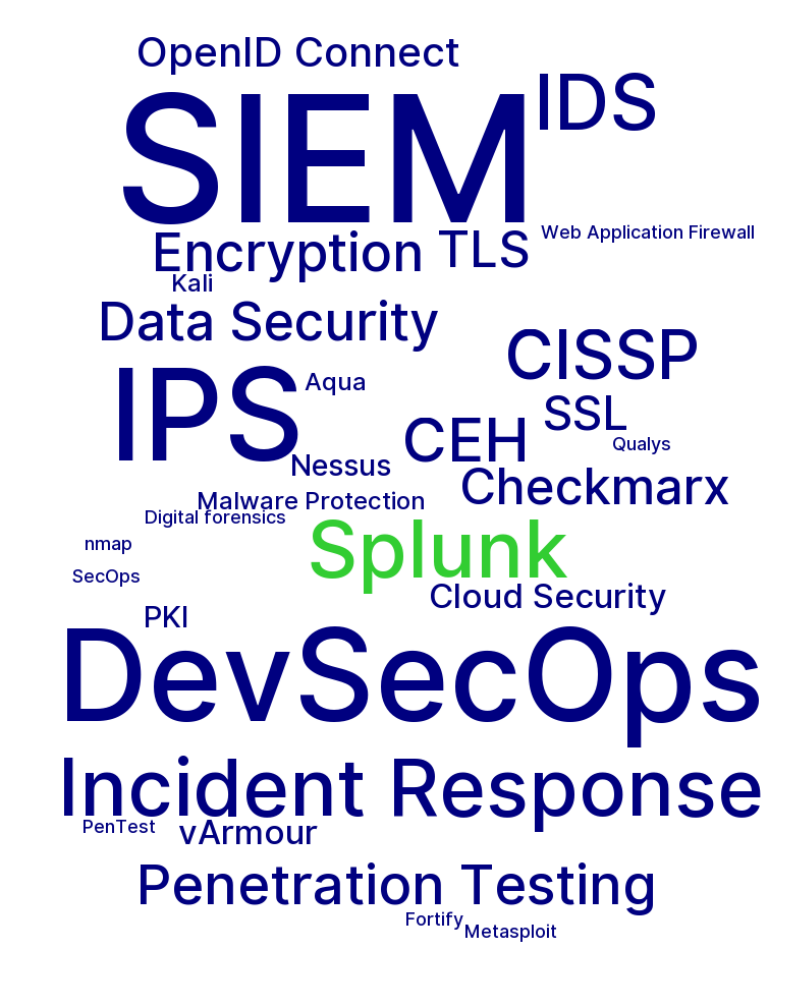 OpenID Connect
SIEM
IDS
Web Application Firewall
Encryption
TLS
Kali
Data Security
CISSP
IPS
Aqua
SSL
CEH
Qualys
Nessus
Checkmarx
Malware Protection
Digital forensics
Splunk
nmap
SecOps
Cloud Security
PKI
DevSecOps
Incident Response
PenTest
vArmour
Penetration Testing
Fortify
Metasploit